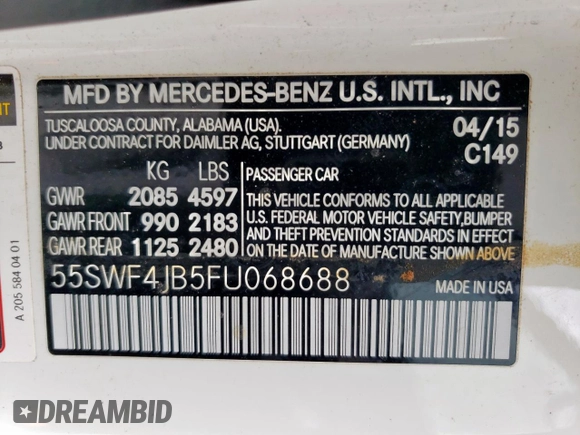 MFD BY MERCEDES-BENZ U.S. INTL., INC
TUSCALOOSA COUNTY, ALABAMA (USA). 04/15
UNDER CONTRACT FOR DAIMLER AG, STUTTGART (GERMANY) C149
KG LBS PASSENGER CAR
GVWR 2085 4597
GAWR FRONT 990 2183
GAWR REAR 1125 2480
THIS VEHICLE CONFORMS TO ALL APPLICABLE
U.S. FEDERAL MOTOR VEHICLE SAFETY,BUMPER
AND THEFT PREVENTION STANDARDS IN EFFECT
ON THE DATE OF MANUFACTURE SHOWN ABOVE
55SWF4JB5FU068688
MADE IN USA
A 205 584 04 01
DREAMBID